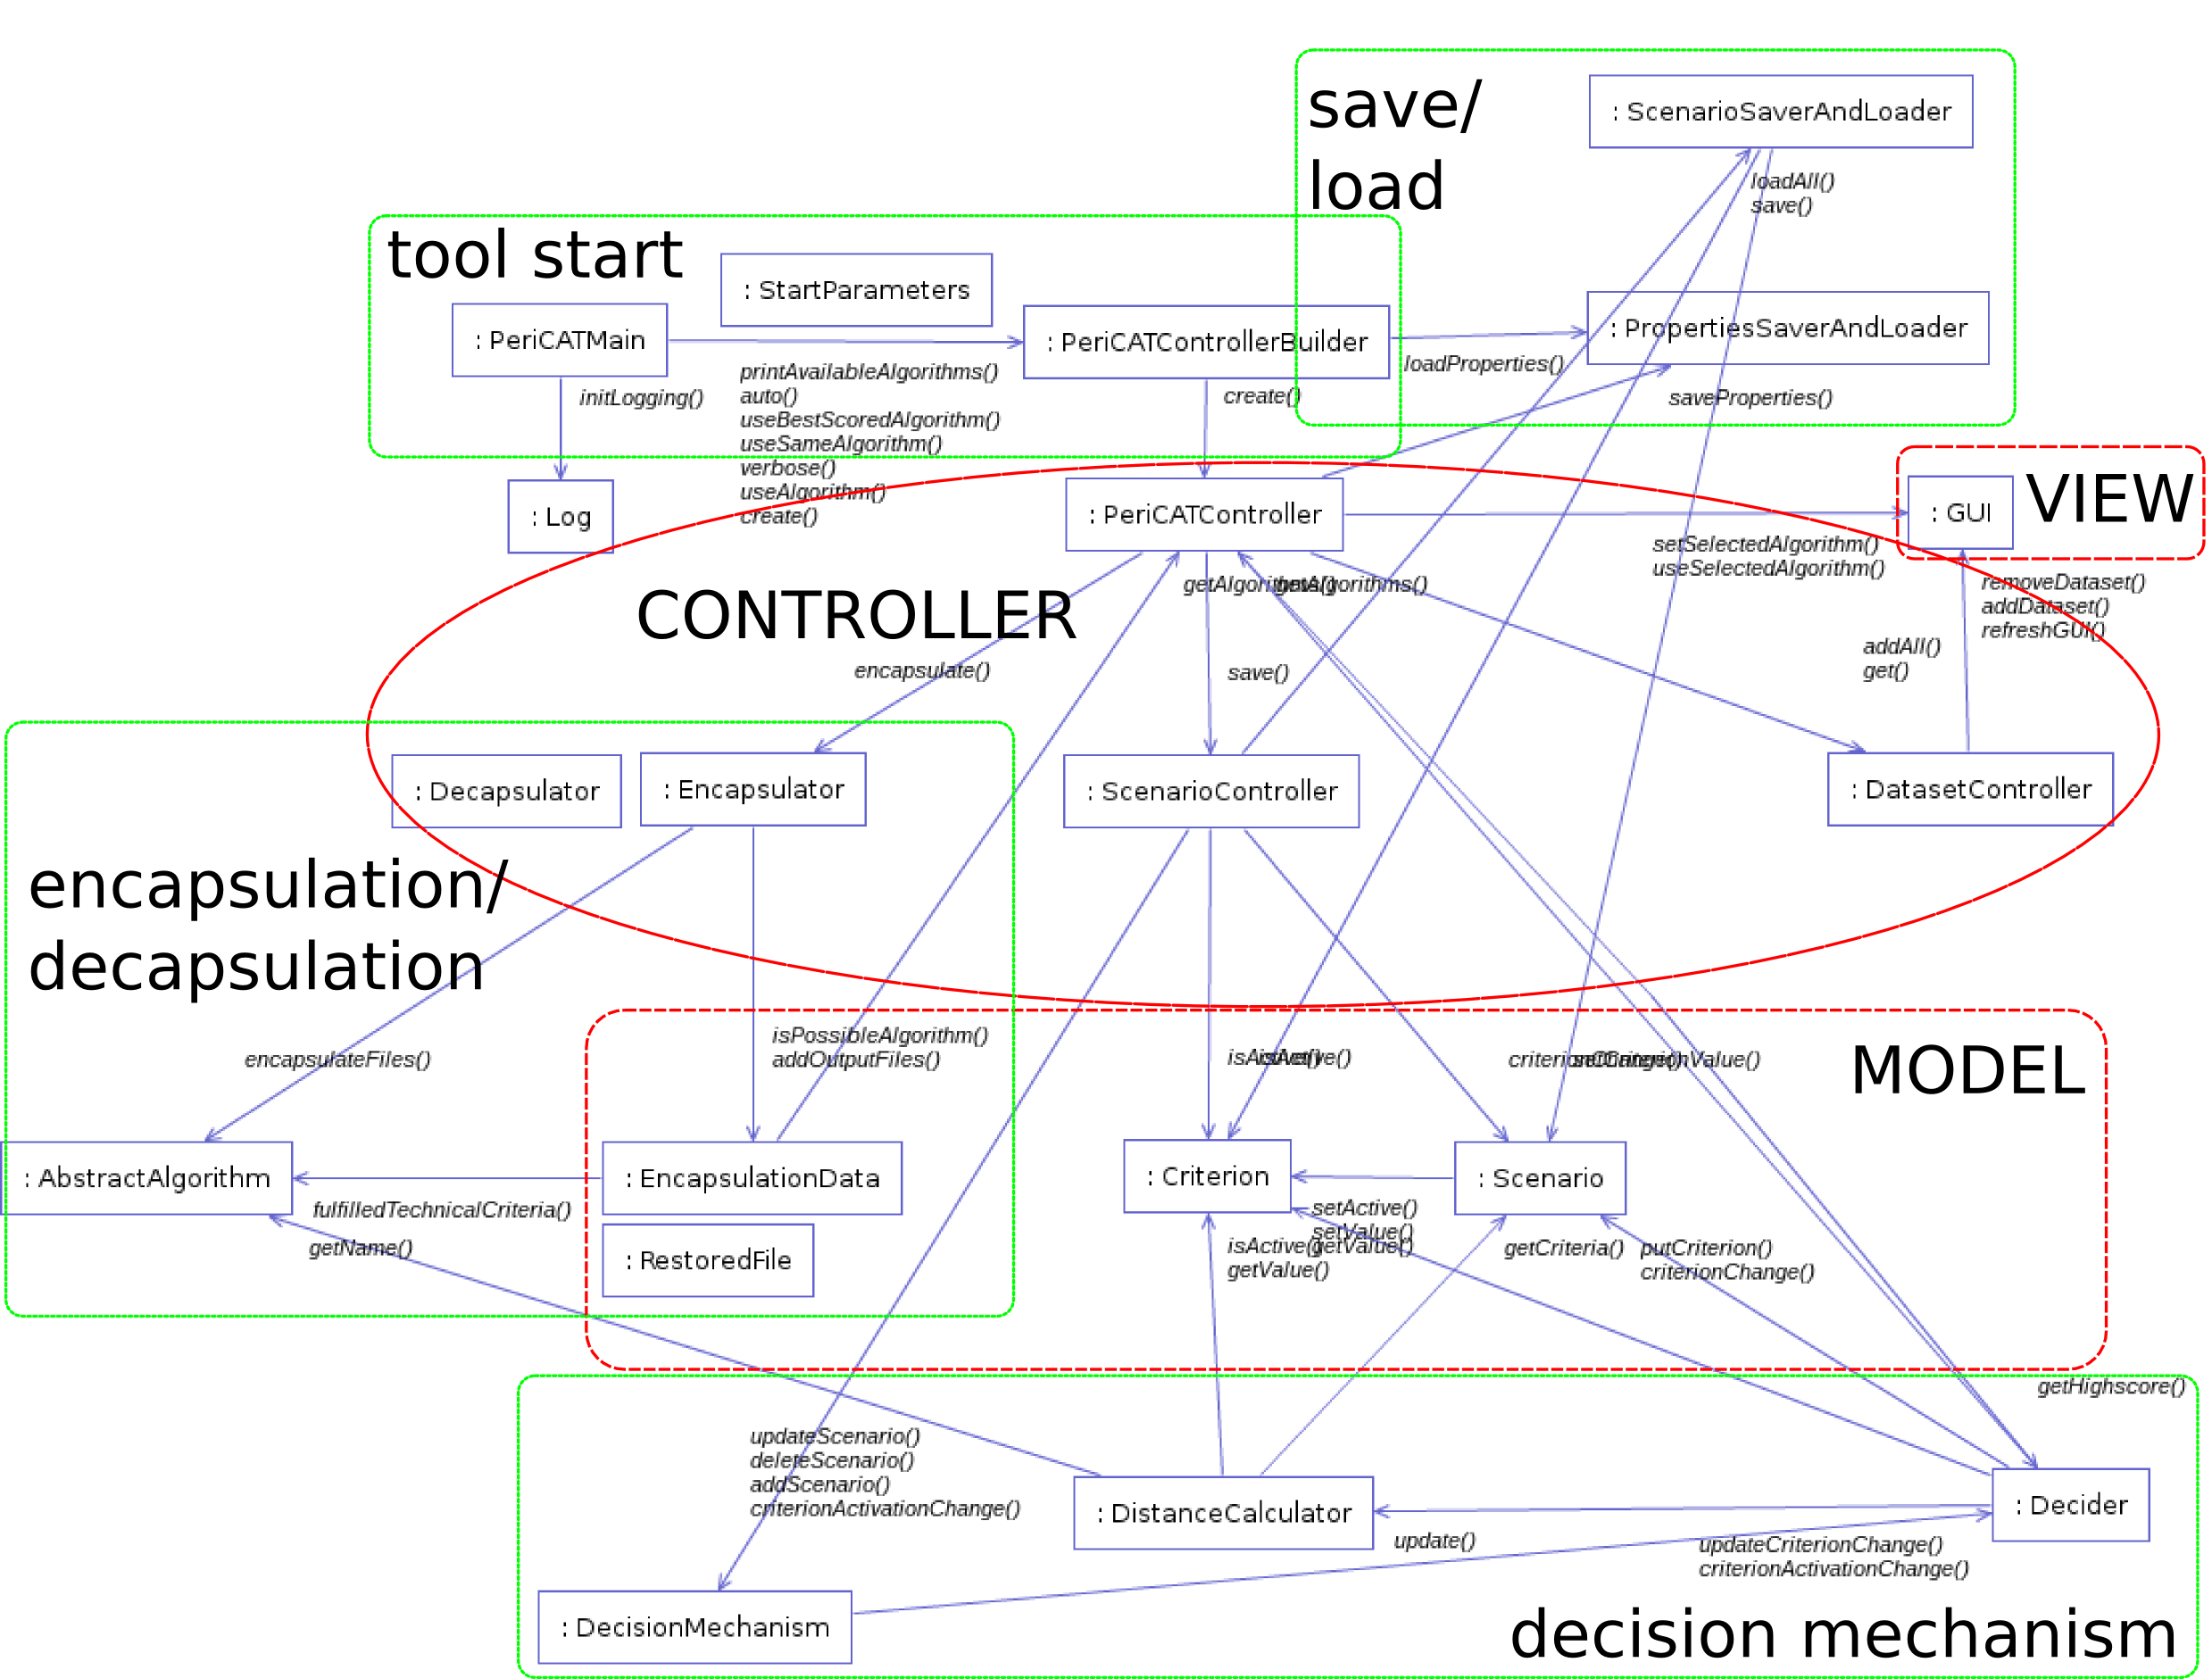 save/
load
: ScenarioSaverAndLoader
loadAll()
save()
tool start
: StartParameters
: PeriCATMain
: PeriCATControllerBuilder
: PropertiesSaverAndLoader
loadProperties()
saveProperties()
initLogging()
printAvailableAlgorithms()
auto()
useBestScoredAlgorithm()
useSameAlgorithm()
verbose()
useAlgorithm()
create()
create()
: Log
: PeriCATController
: GUI
VIEW
setSelectedAlgorithm()
useSelectedAlgorithm()
getAlgorithms()
getAlgorithms()
removeDataset()
addDataset()
refreshGUI()
CONTROLLER
encapsulate()
save()
addAll()
get()
: Decapsulator
: Encapsulator
: ScenarioController
: DatasetController
encapsulation/
decapsulation
encapsulateFiles()
isPossibleAlgorithm()
addOutputFiles()
isActive()
isActive()
criterionChange()
setCriterionValue()
MODEL
: AbstractAlgorithm
: EncapsulationData
: Criterion
: Scenario
fulfilledTechnicalCriteria()
getName()
: RestoredFile
setActive()
setValue()
getValue()
isActive()
getValue()
getCriteria()
putCriterion()
criterionChange()
getHighscore()
updateScenario()
deleteScenario()
addScenario()
criterionActivationChange()
: DistanceCalculator
: Decider
update()
updateCriterionChange()
criterionActivationChange()
: DecisionMechanism
decision mechanism